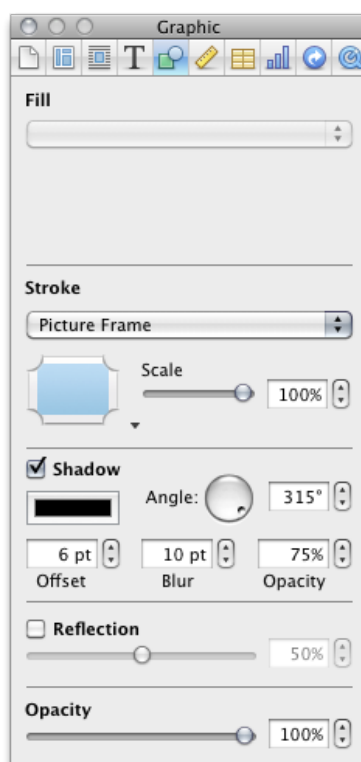 Graphic
T
Fill
Stroke
Picture Frame
Scale
100%
Shadow
Angle: 315°
6 pt 10 pt 75%
Offset Blur Opacity
Reflection
50%
Opacity
100%